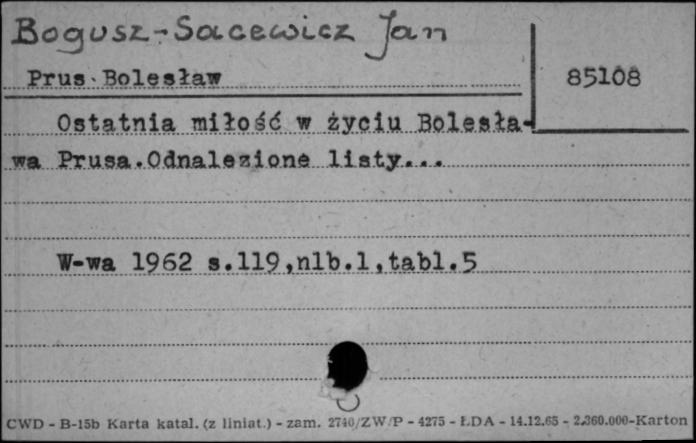 Bogusz-Sacewicz Jan
Prus Bolesław
85108
Ostatnia miłość w życiu Bolesła-
wa Prusa.Odnalezione listy...
W-wa 1962 s.119,nlb.1,tabl.5
CWD - B-15b Karta katal. (z liniat.) - zam. 2740/ZW/P - 4275 - ŁDA - 14.12.65 - 2.360.000-Karton